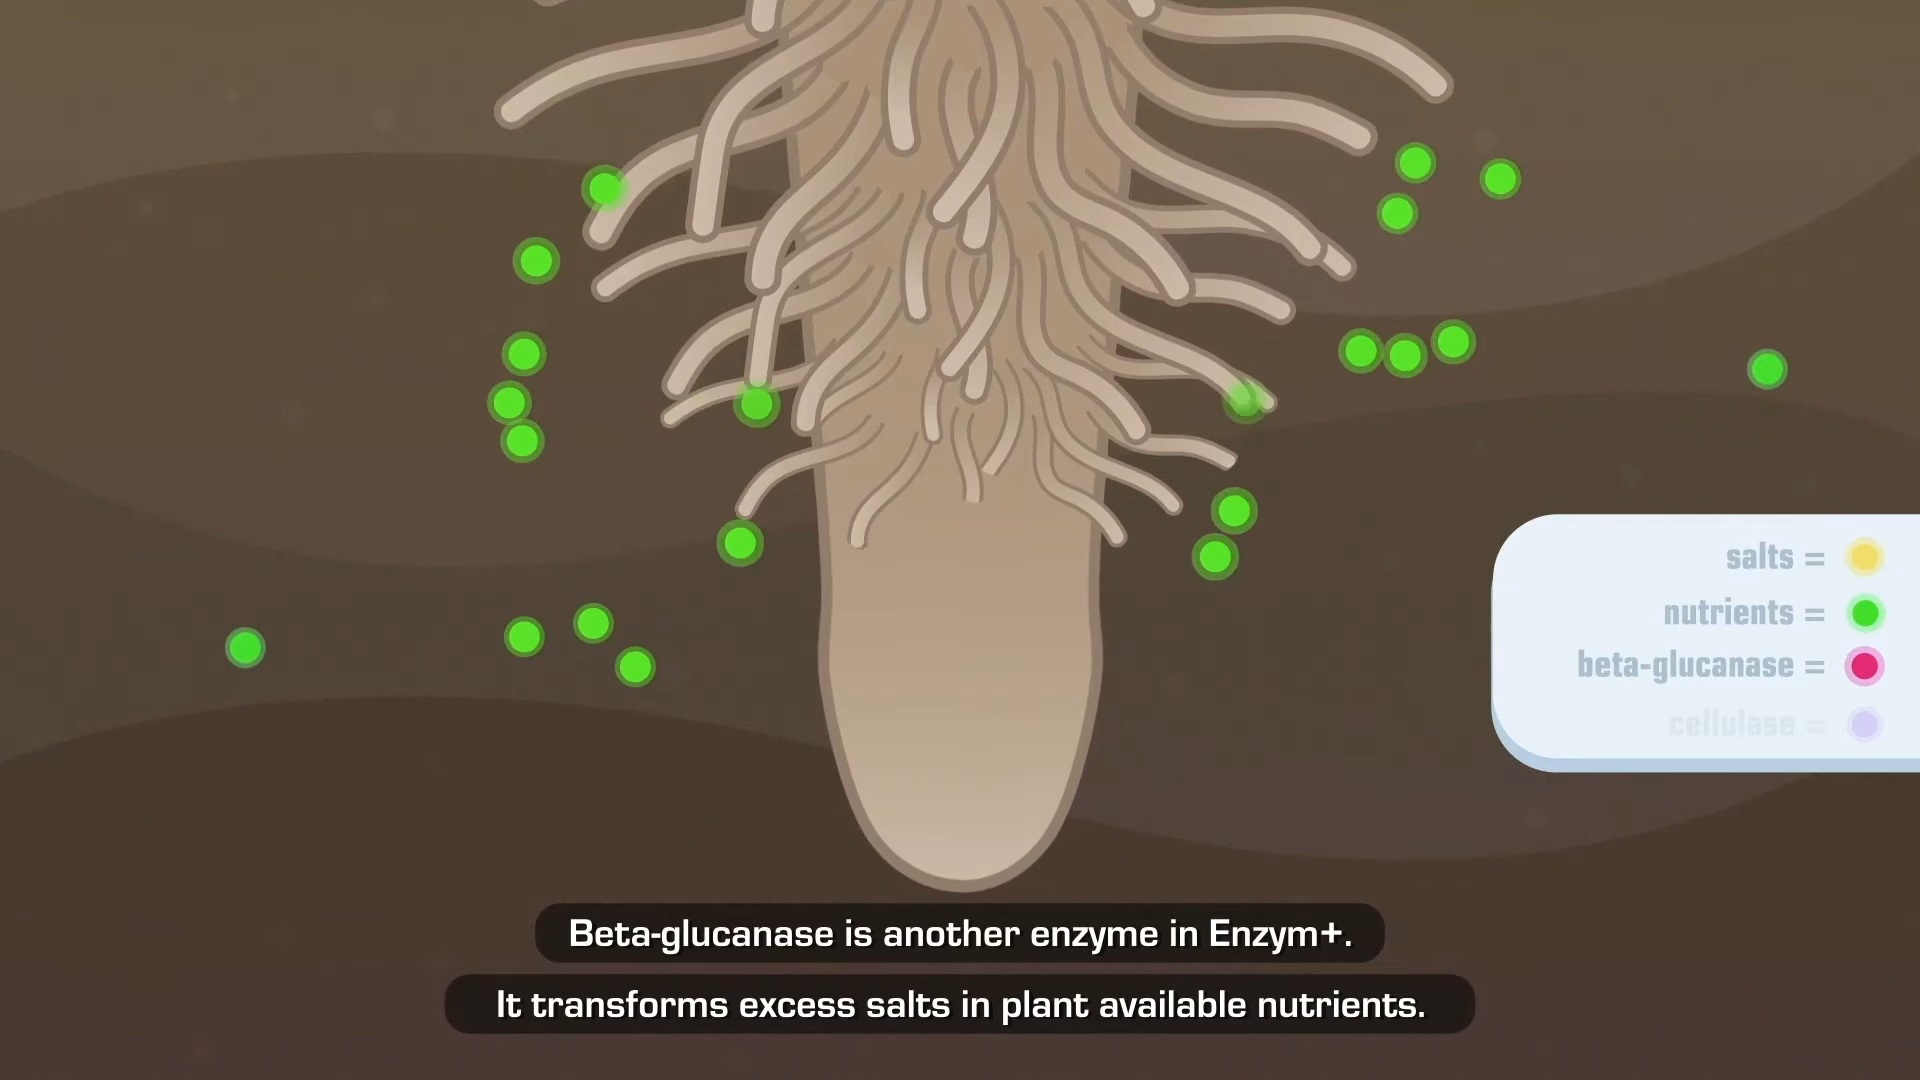 salts =
nutrients =
beta-glucanase =
cellulase =
Beta-glucanase is another enzyme in Enzym+.
It transforms excess salts in plant available nutrients.